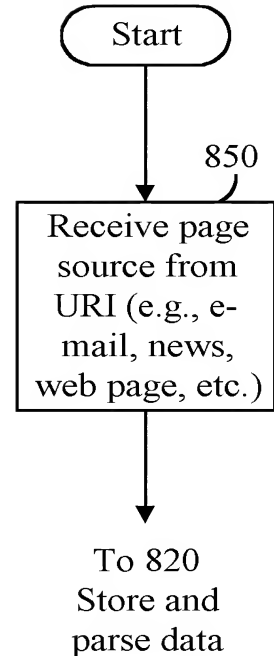 Start
850
Receive page
source from
URI (e.g., e-
mail, news,
web page, etc.)
To 820
Store and
parse data